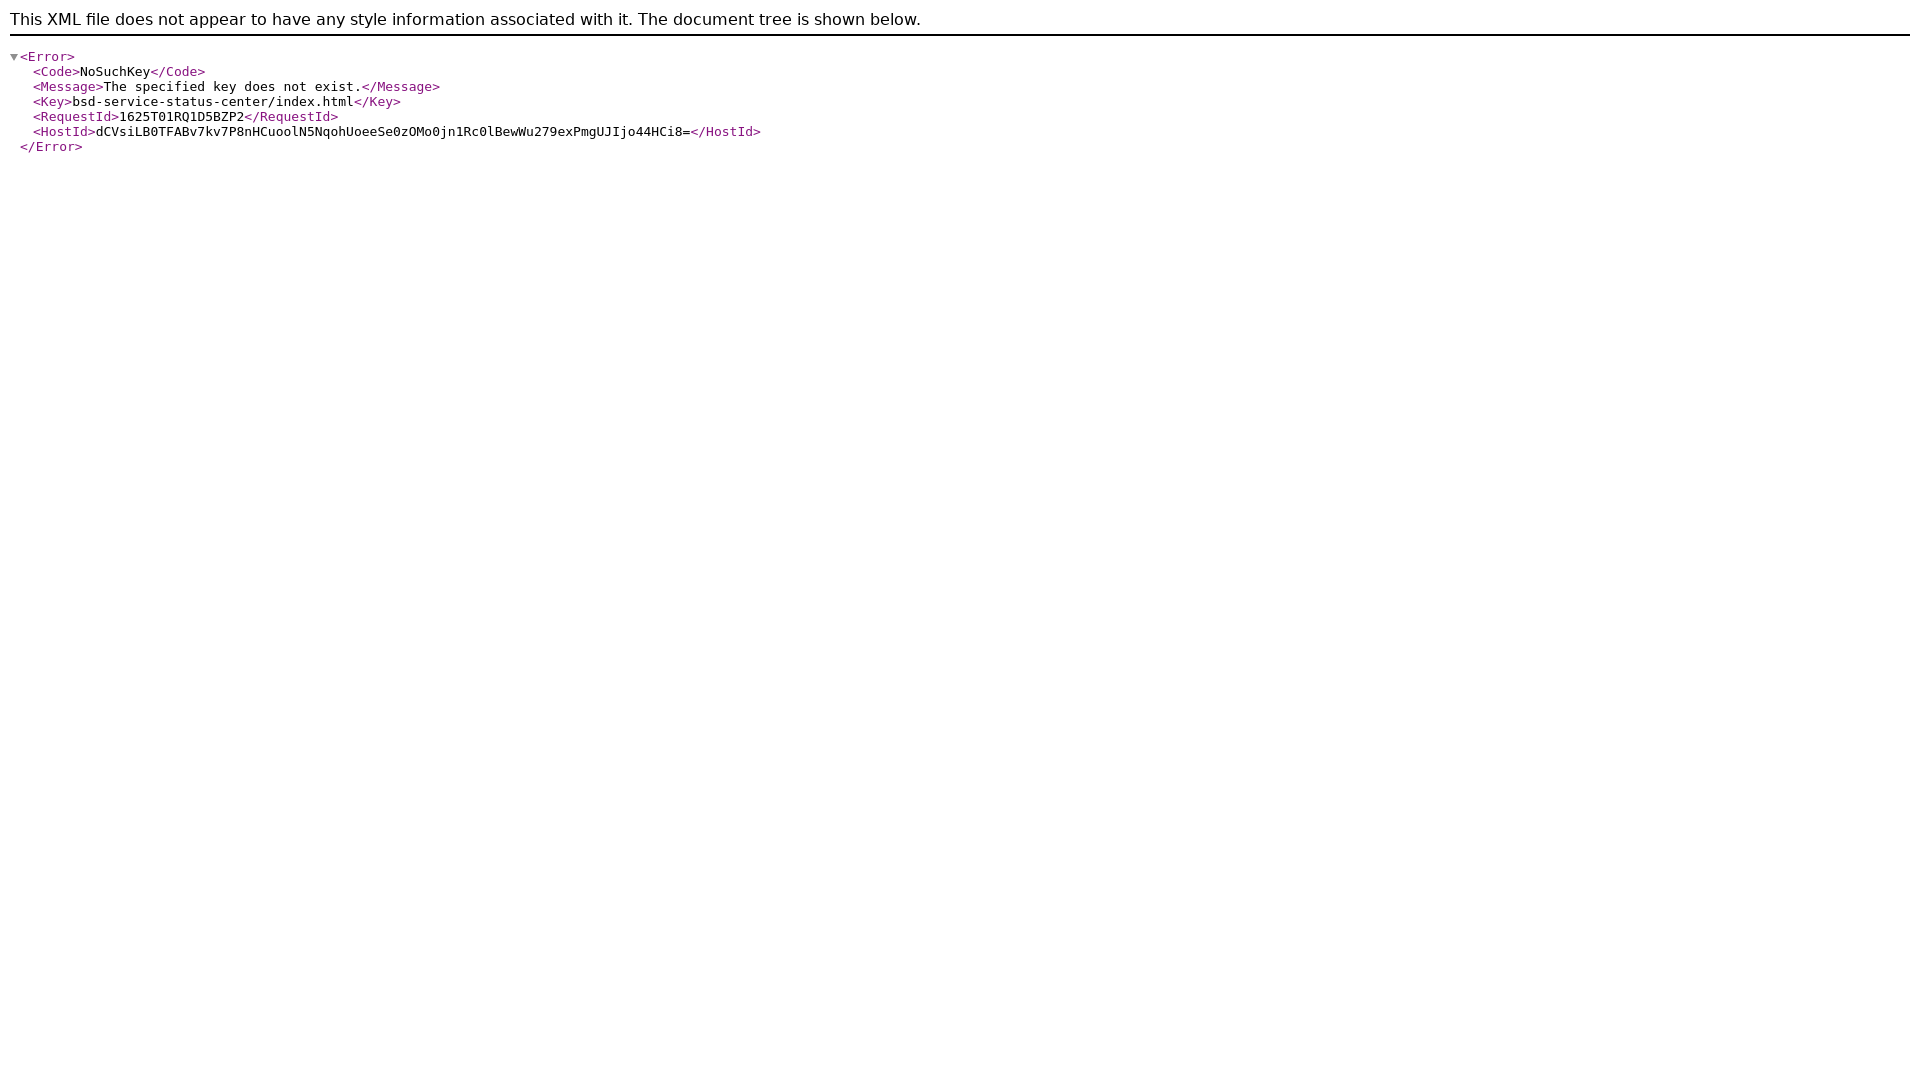 This XML file does not appear to have any style information associated with it. The document tree is shown below.
<Error>
<Code>NoSuchKey</Code>
<Message>The specified key does not exist.</Message>
<Key>bsd-service-status-center/index.html</Key>
<RequestId>1625T01RQ1D5BZP2</RequestId>
<HostId>dCVsiLB0TFABv7kv7P8nHCuoolN5NqohUoeeSe0zOMo0jn1Rc0lBewWu279exPmgUJIjo44HCi8=</HostId>
</Error>